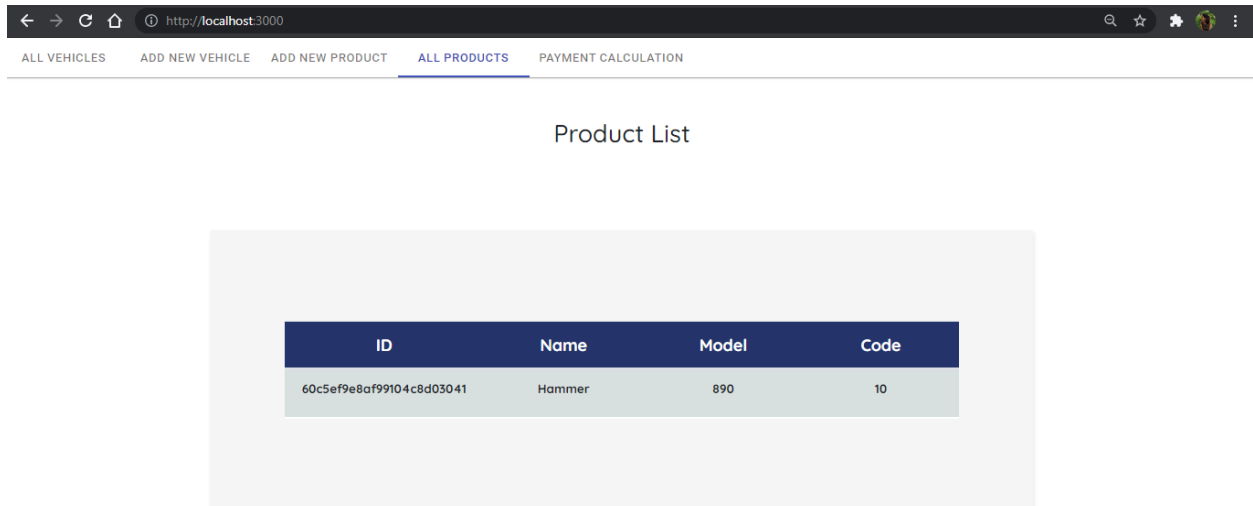 http://localhost:3000
ALL VEHICLES ADD NEW VEHICLE ADD NEW PRODUCT ALL PRODUCTS PAYMENT CALCULATION
Product List
ID Name Model Code
60c5ef9e8af99104c8d03041 Hammer 890 10